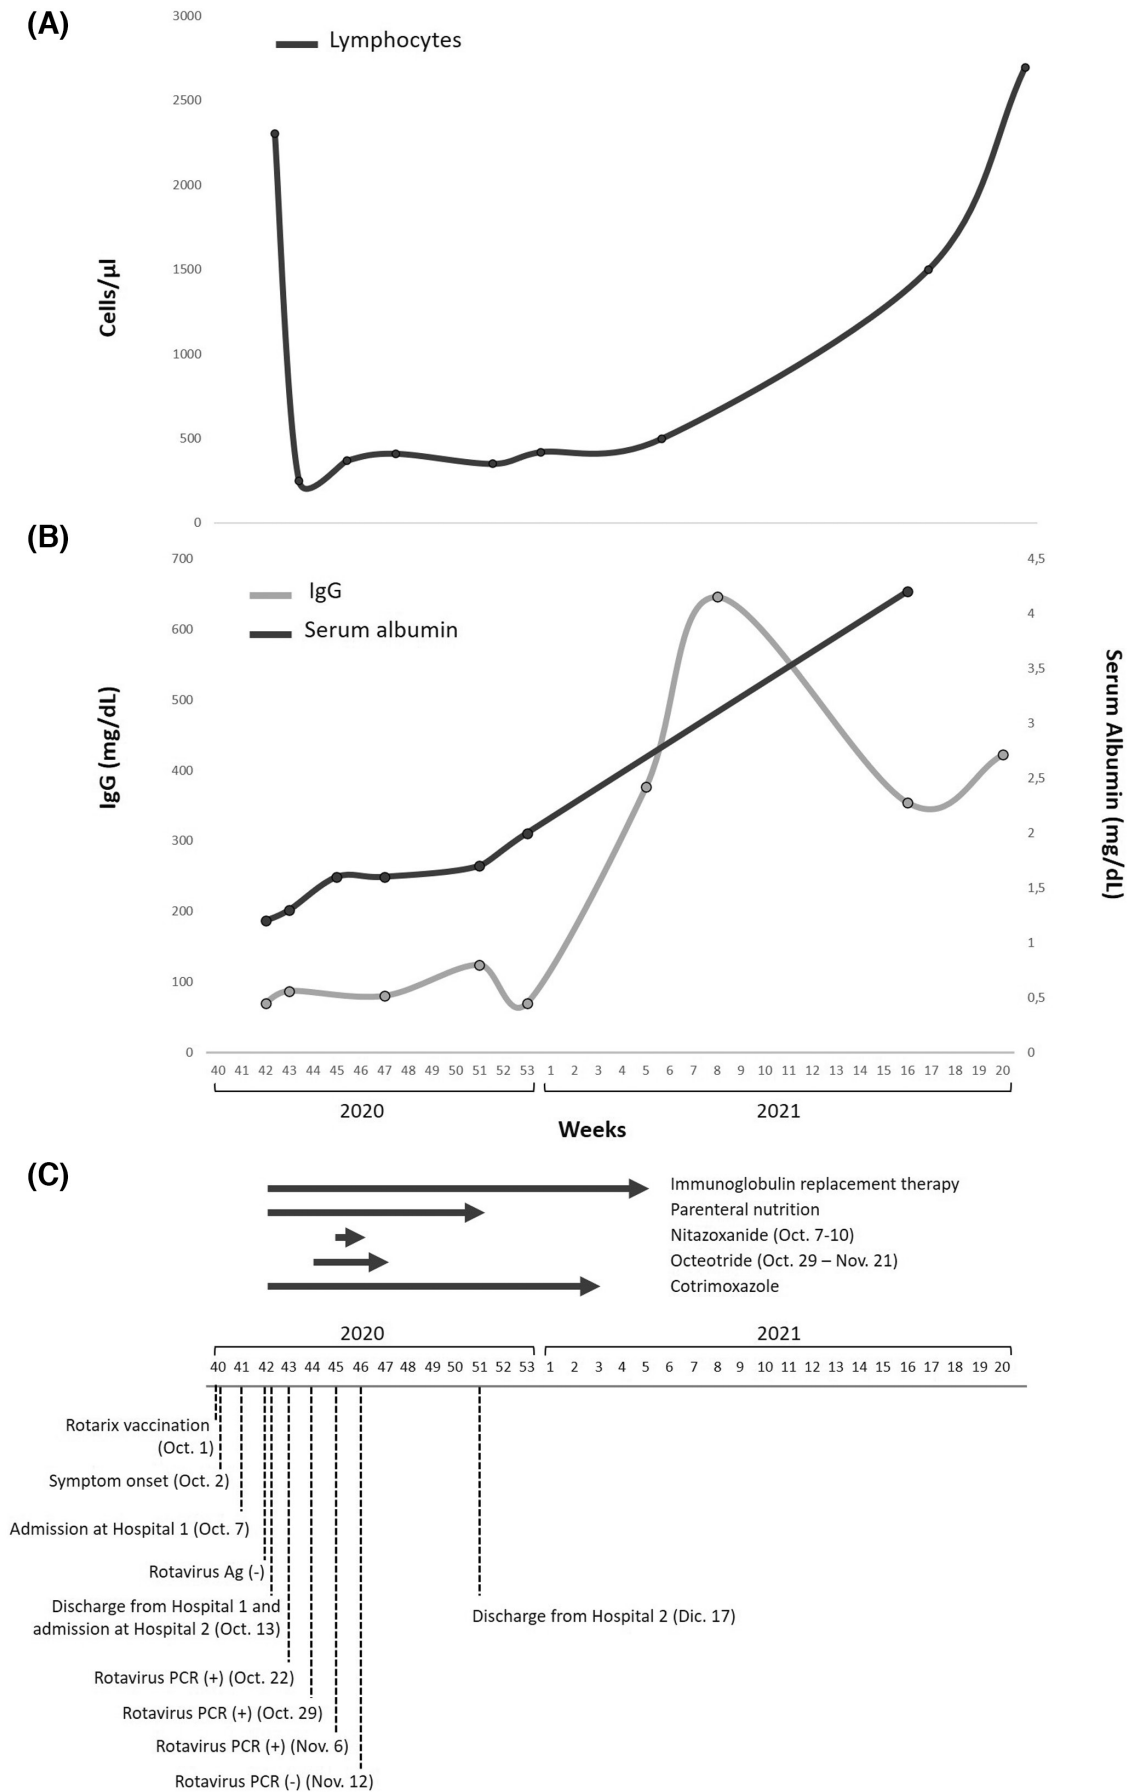 (A)
3000
Lymphocytes
2500
2000
1500
Cells/µl
1000
500
0
(B)
700
4,5
IgG
4
600
Serum albumin
3,5
500
3
IgG (mg/dL)
Serum Albumin (mg/dL)
400
2,5
300
2
1,5
200
1
100
0,5
0
0
40 41 42 43 44 45 46 47 48 49 50 51 52 53 1 2 3 4 5 6 7 8 9 10 11 12 13 14 15 16 17 18 19 20
2020
2021
Weeks
(C)
Immunoglobulin replacement therapy
Parenteral nutrition
Nitazoxanide (Oct. 7-10)
Octeotride (Oct. 29 – Nov. 21)
Cotrimoxazole
2020
2021
40 41 42 43 44 45 46 47 48 49 50 51 52 53 1 2 3 4 5 6 7 8 9 10 11 12 13 14 15 16 17 18 19 20
Rotarix vaccination
(Oct. 1)
Symptom onset (Oct. 2)
Admission at Hospital 1 (Oct. 7)
Rotavirus Ag (-)
Discharge from Hospital 1 and
admission at Hospital 2 (Oct. 13)
Discharge from Hospital 2 (Dic. 17)
Rotavirus PCR (+) (Oct. 22)
Rotavirus PCR (+) (Oct. 29)
Rotavirus PCR (+) (Nov. 6)
Rotavirus PCR (-) (Nov. 12)